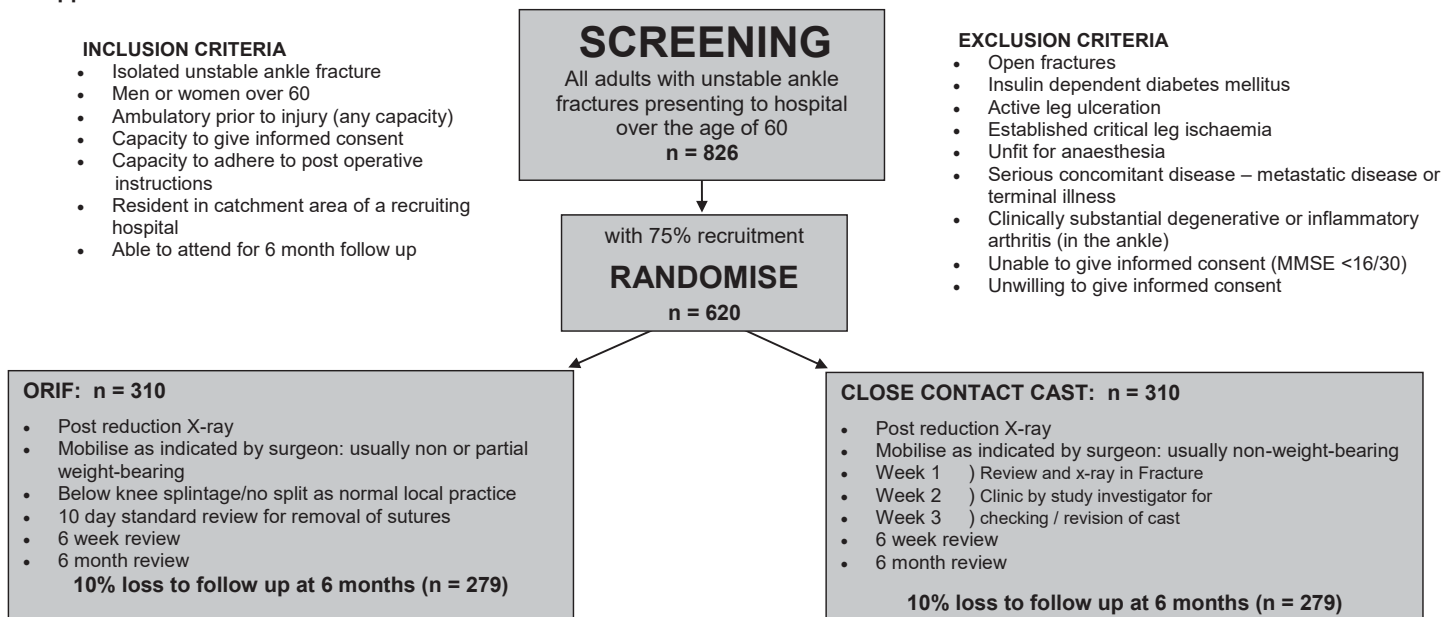 INCLUSION CRITERIA
• Isolated unstable ankle fracture
• Men or women over 60
• Ambulatory prior to injury (any capacity)
• Capacity to give informed consent
• Capacity to adhere to post operative
instructions
• Resident in catchment area of a recruiting
hospital
• Able to attend for 6 month follow up
SCREENING
All adults with unstable ankle
fractures presenting to hospital
over the age of 60
n = 826
EXCLUSION CRITERIA
• Open fractures
• Insulin dependent diabetes mellitus
• Active leg ulceration
• Established critical leg ischaemia
• Unfit for anaesthesia
• Serious concomitant disease – metastatic disease or
terminal illness
• Clinically substantial degenerative or inflammatory
arthritis (in the ankle)
• Unable to give informed consent (MMSE <16/30)
• Unwilling to give informed consent
with 75% recruitment
RANDOMISE
n = 620
ORIF: n = 310
• Post reduction X-ray
• Mobilise as indicated by surgeon: usually non or partial
weight-bearing
• Below knee splintage/no split as normal local practice
• 10 day standard review for removal of sutures
• 6 week review
• 6 month review
10% loss to follow up at 6 months (n = 279)
CLOSE CONTACT CAST: n = 310
• Post reduction X-ray
• Mobilise as indicated by surgeon: usually non-weight-bearing
• Week 1 ) Review and x-ray in Fracture
• Week 2 ) Clinic by study investigator for
• Week 3 ) checking / revision of cast
• 6 week review
• 6 month review
10% loss to follow up at 6 months (n = 279)